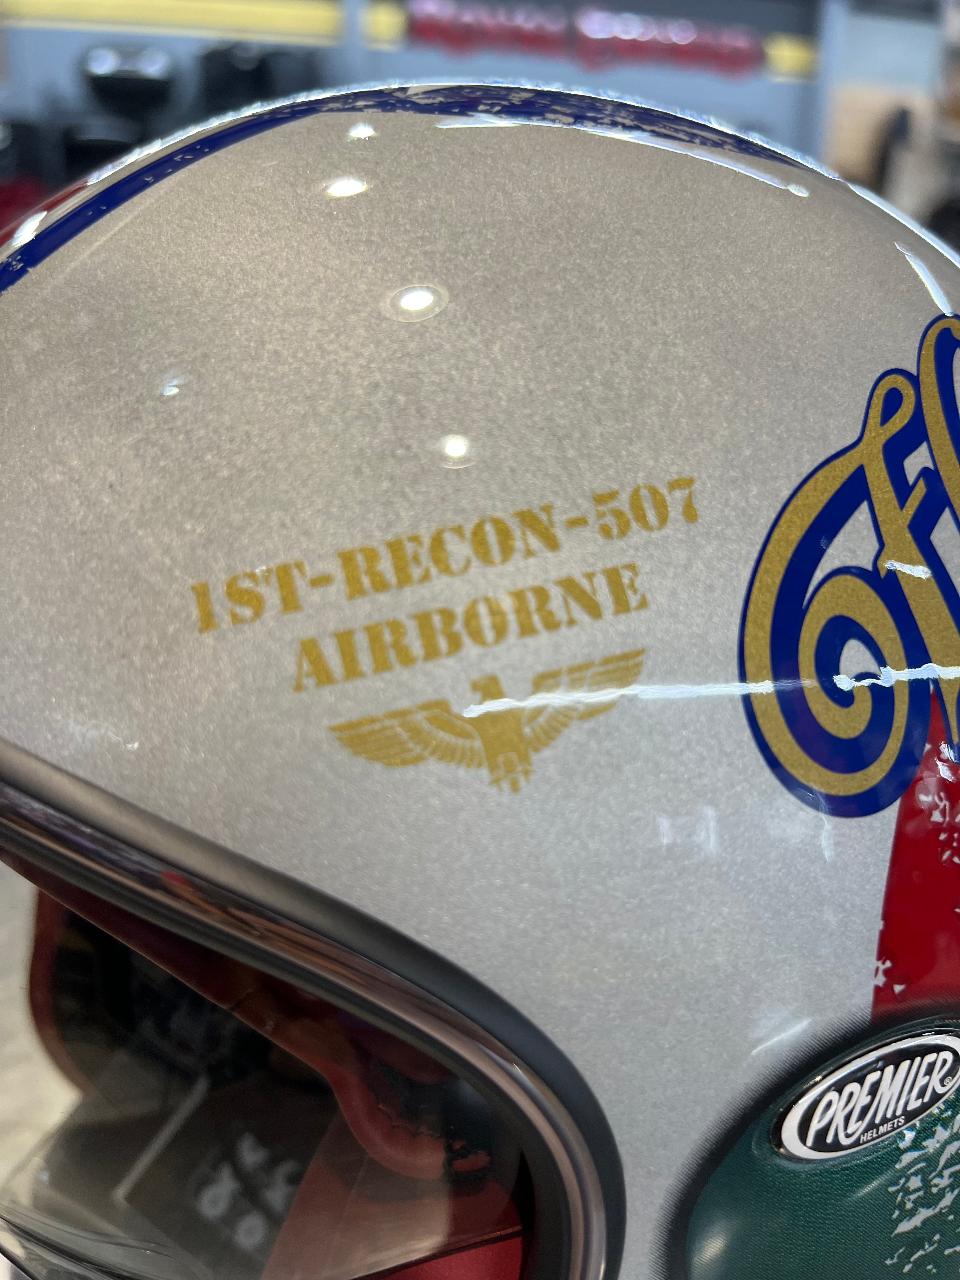 1ST-RECON-507
AIRBORNE
PREMIER
HELMETS